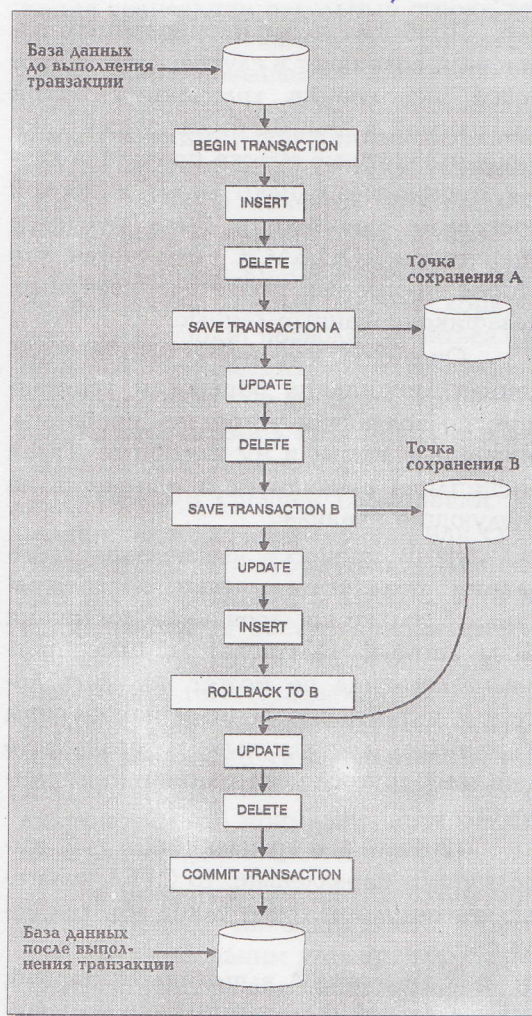 База данных
до выполнения
транзакции
BEGIN TRANSACTION
INSERT
DELETE
Точка
сохранения А
SAVE TRANSACTION A
UPDATE
DELETE
Точка
сохранения В
SAVE TRANSACTION B
UPDATE
INSERT
ROLLBACK TO B
UPDATE
DELETE
COMMIT TRANSACTION
База данных
после выпол-
нения транзакции